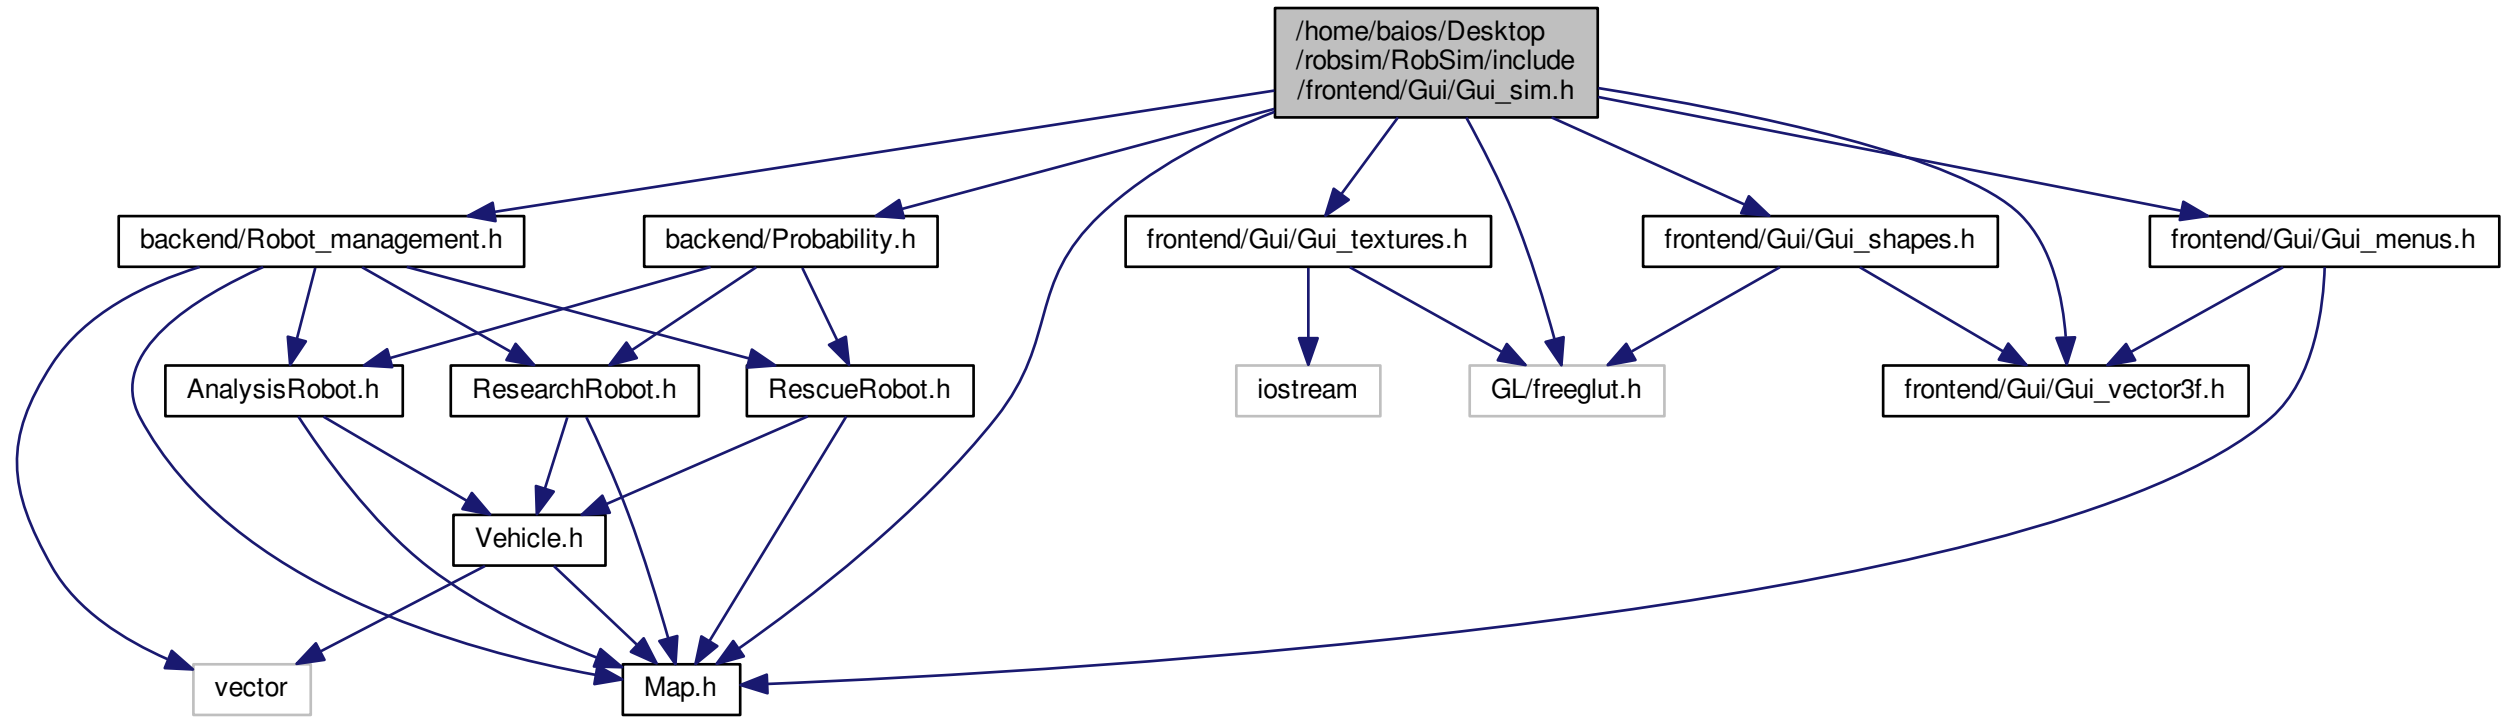 /home/baios/Desktop
/robsim/RobSim/include
/frontend/Gui/Gui_sim.h
backend/Robot_management.h
backend/Probability.h
frontend/Gui/Gui_textures.h
frontend/Gui/Gui_shapes.h
frontend/Gui/Gui_menus.h
AnalysisRobot.h
ResearchRobot.h
RescueRobot.h
iostream
GL/freeglut.h
frontend/Gui/Gui_vector3f.h
Vehicle.h
vector
Map.h